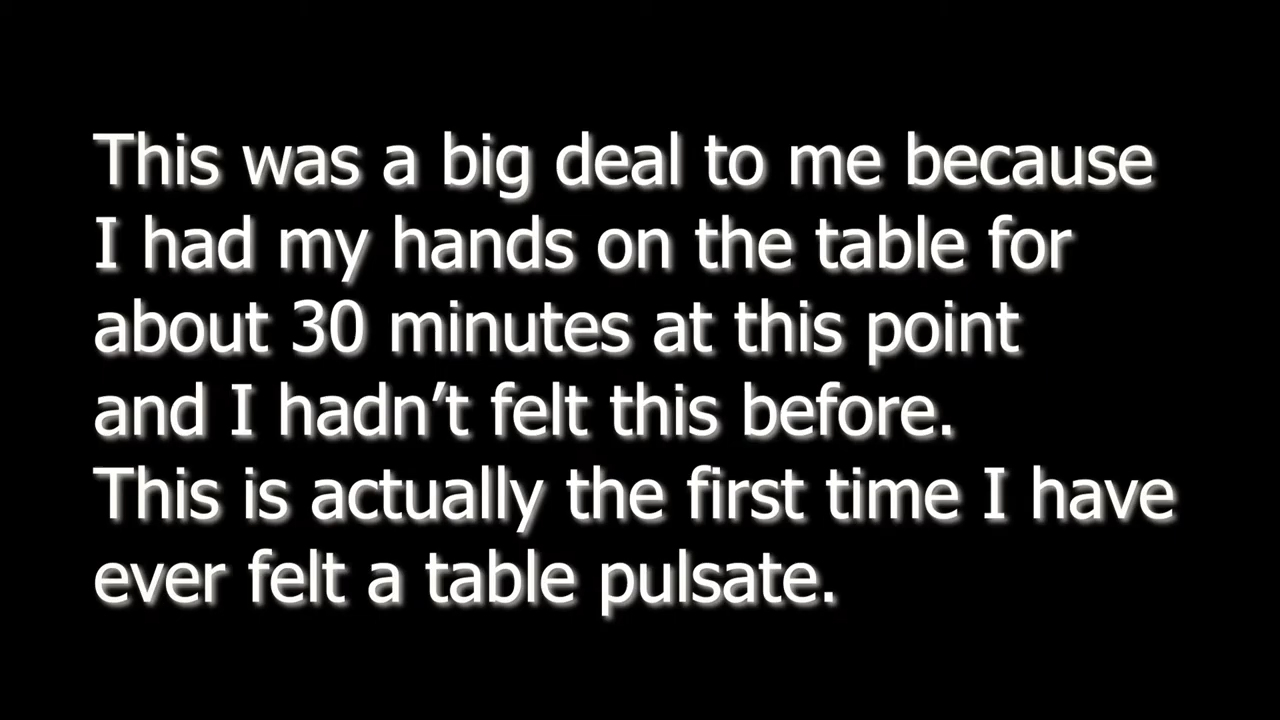 This was a big deal to me because
I had my hands on the table for
about 30 minutes at this point
and I hadn’t felt this before.
This is actually the first time I have
ever felt a table pulsate.